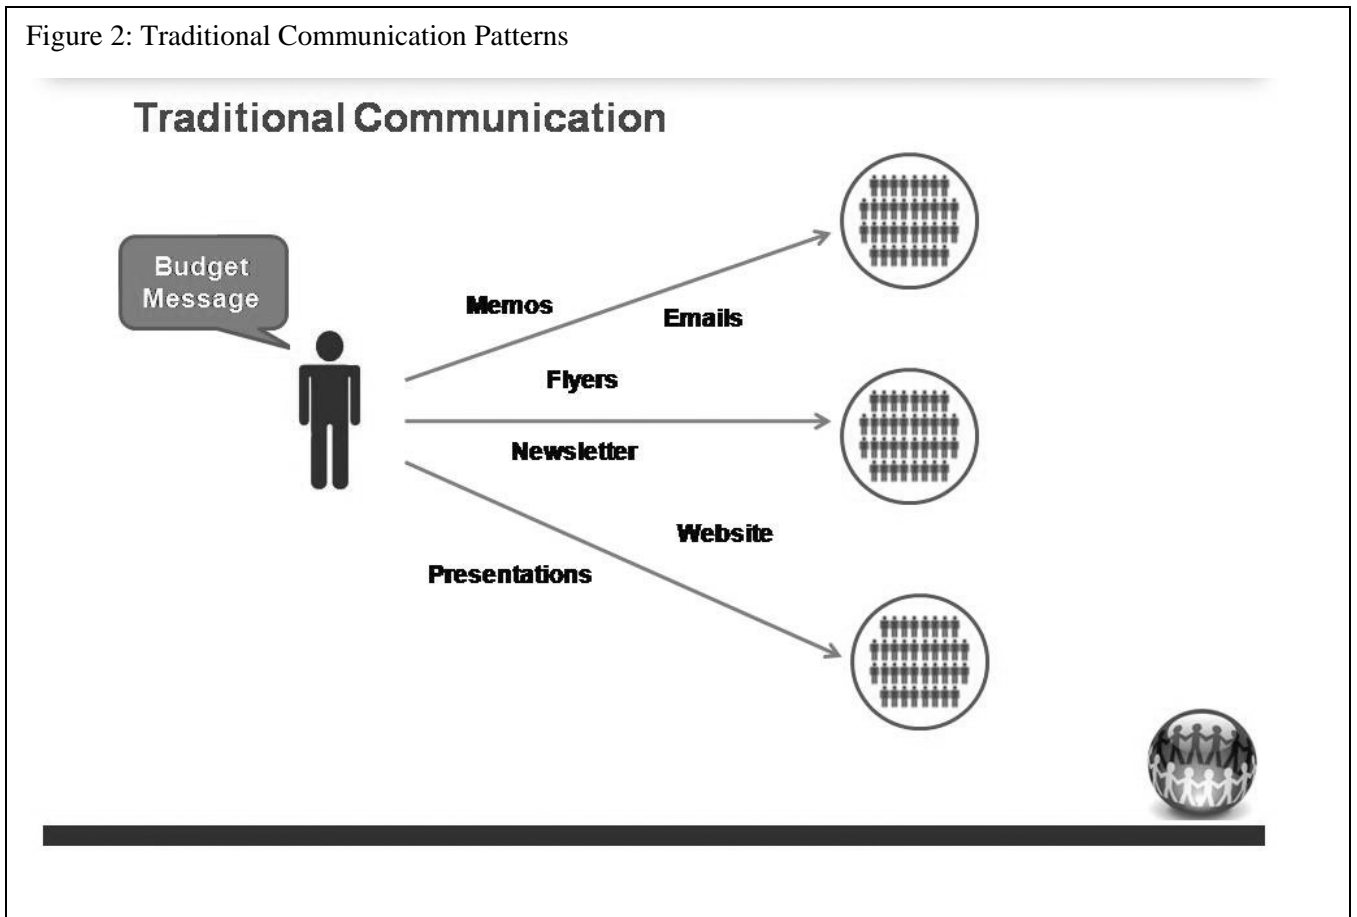 Figure 2: Traditional Communication Patterns
Traditional Communication
Budget
Message
Memos
Emails
Flyers
Newsletter
Website
Presentations